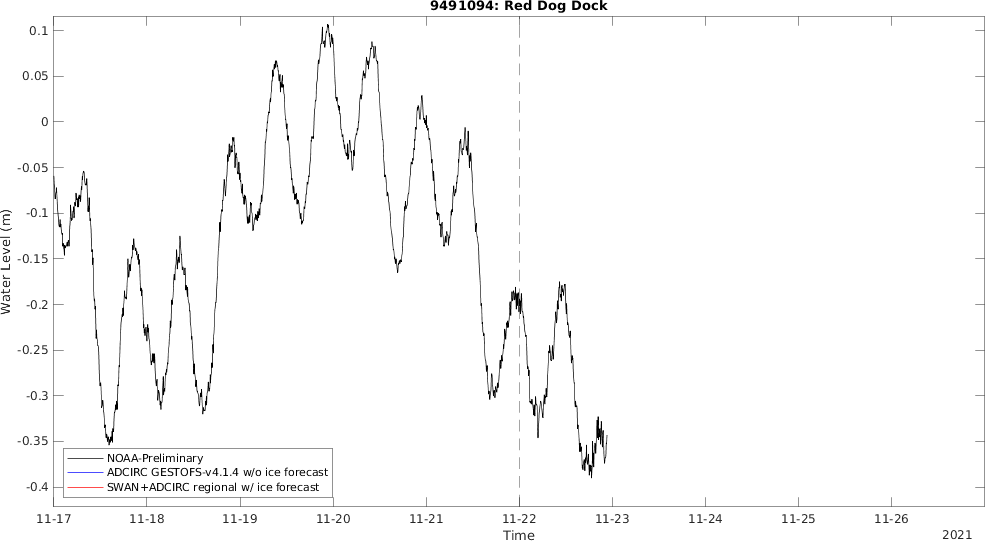 9491094: Red Dog Dock
0.1
0.05
0
-0.05
-0.1
-0.15
-0.2
-0.25
-0.3
-0.35
-0.4
Water Level (m)
NOAA-Preliminary
ADCIRC GESTOFS-v4.1.4 w/o ice forecast
SWAN+ADCIRC regional w/ ice forecast
11-17 11-18 11-19 11-20 11-21 11-22 11-23 11-24 11-25 11-26
Time
2021